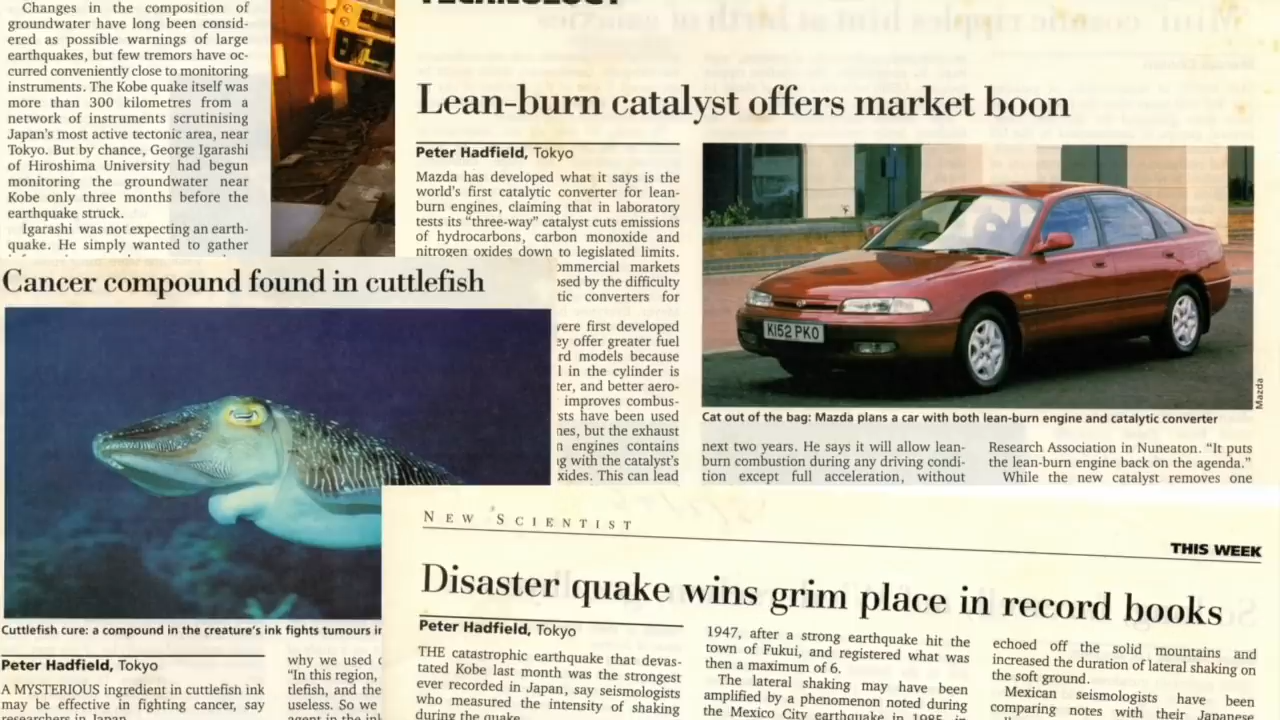 Changes in the composition of
groundwater have long been consid-
ered as possible warnings of large
earthquakes, but few tremors have oc-
curred conveniently close to monitoring
instruments. The Kobe quake itself was
more than 300 kilometres from a
network of instruments scrutinising
Japan's most active tectonic area, near
Tokyo. But by chance, George Igarashi
of Hiroshima University had begun
monitoring the groundwater near
Kobe only three months before the
earthquake struck.
Igarashi was not expecting an earth-
quake. He simply wanted to gather
TECHNOLOGY
Lean-burn catalyst offers market boon
Peter Hadfield, Tokyo
Mazda has developed what it says is the
world's first catalytic converter for lean-
burn engines, claiming that in laboratory
tests its “three-way” catalyst cuts emissions
of hydrocarbons, carbon monoxide and
nitrogen oxides down to legislated limits.
ommercial markets
sed by the difficulty
tic converters for
ere first developed
ey offer greater fuel
rd models because
l in the cylinder is
ter, and better aero-
improves combus-
sts have been used
nes, but the exhaust
n engines contains
g with the catalyst's
xides. This can lead
K152 PKO
Mazda
Cat out of the bag: Mazda plans a car with both lean-burn engine and catalytic converter
next two years. He says it will allow lean-
burn combustion during any driving condi-
tion except full acceleration, without
Research Association in Nuneaton. “It puts
the lean-burn engine back on the agenda.”
While the new catalyst removes one
Cancer compound found in cuttlefish
Cuttlefish cure: a compound in the creature's ink fights tumours in
Peter Hadfield, Tokyo
A MYSTERIOUS ingredient in cuttlefish ink
may be effective in fighting cancer, say
researchers in Japan.
why we used
“In this region,
tlefish, and the
useless. So we
agent in the ink
NEW SCIENTIST
THIS WEEK
Disaster quake wins grim place in record books
Peter Hadfield, Tokyo
THE catastrophic earthquake that devas-
tated Kobe last month was the strongest
ever recorded in Japan, say seismologists
who measured the intensity of shaking
during the quake.
1947, after a strong earthquake hit the
town of Fukui, and registered what was
then a maximum of 6.
The lateral shaking may have been
amplified by a phenomenon noted during
the Mexico City earthquake in 1985, in
echoed off the solid mountains and
increased the duration of lateral shaking on
the soft ground.
Mexican seismologists have been
comparing notes with their Japanese